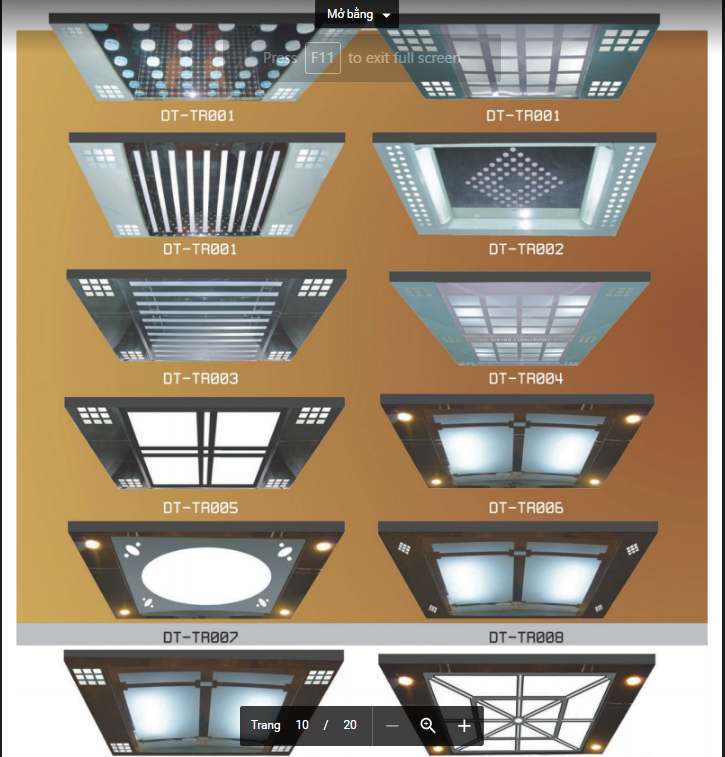 Mở bằng
Press F11 to exit full screen
DT-TR001 DT-TR001
DT-TR001 DT-TR002
DT-TR003 DT-TR004
DT-TR005 DT-TR006
DT-TR007 DT-TR008
Trang 10 / 20